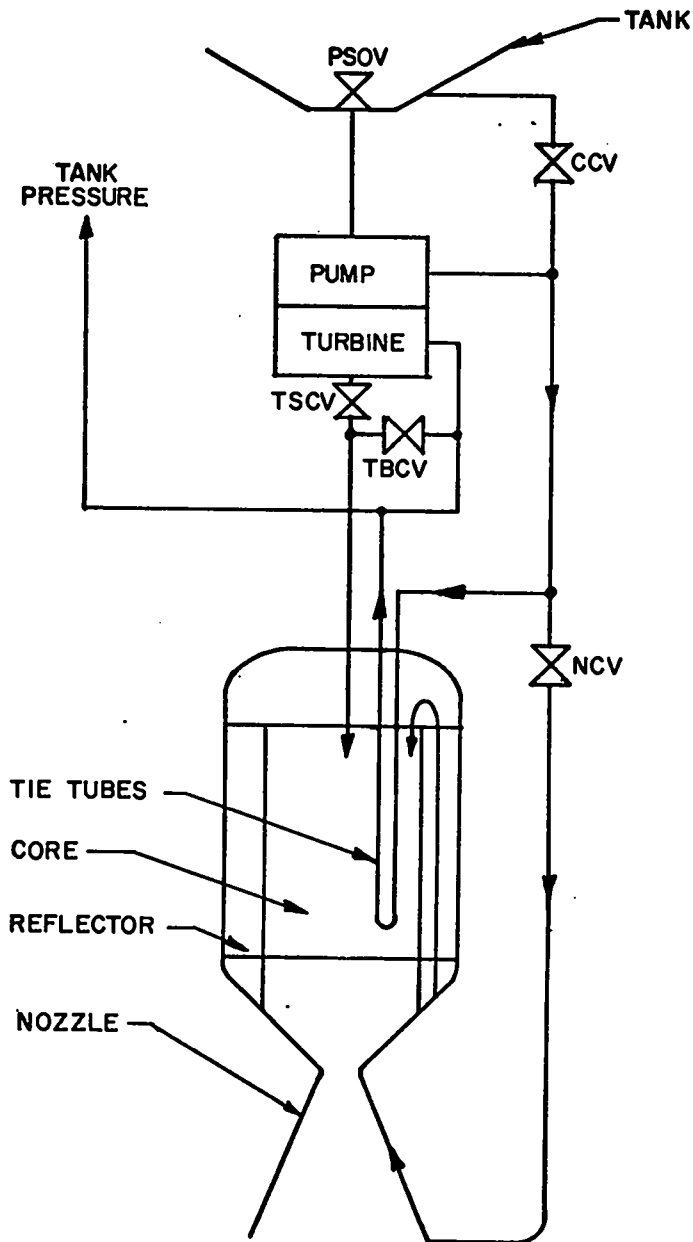 TANK
PSOV
CCV
TANK
PRESSURE
PUMP
TURBINE
TSCV
TBCV
NCV
TIE TUBES
CORE
REFLECTOR
NOZZLE